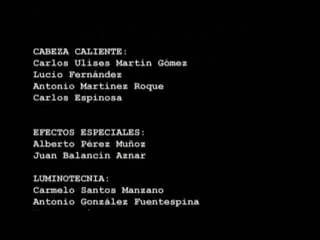 CABEZA CALIENTE:
Carlos Ulises Martín Gómez
Lucio Fernández
Antonio Martínez Roque
Carlos Espinosa
EFECTOS ESPECIALES:
Alberto Pérez Muñoz
Juan Balancín Aznar
LUMINOTECNIA:
Carmelo Santos Manzano
Antonio González Fuentespina